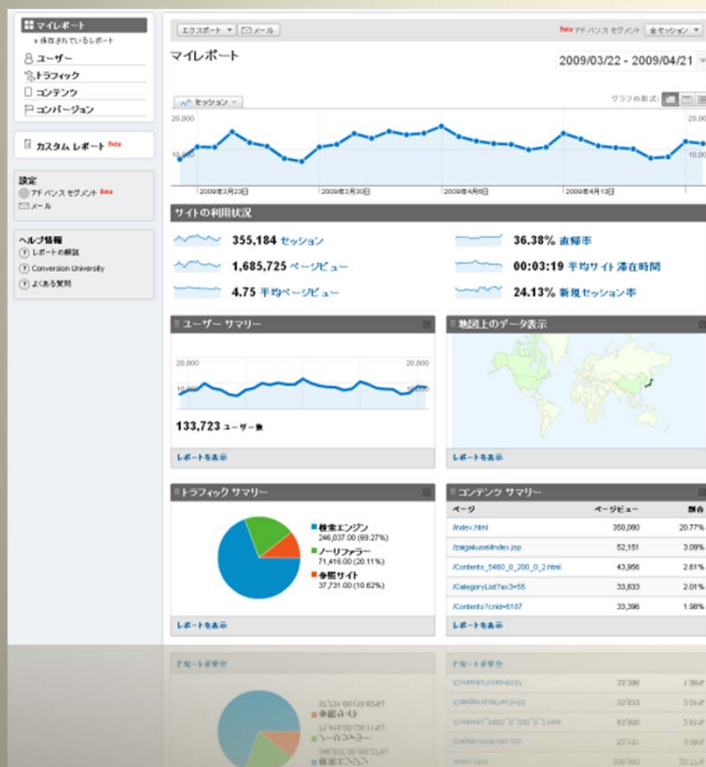 マイレポート
保存されているレポート
ユーザー
トラフィック
コンテンツ
コンバージョン
カスタム レポート Beta
設定
アドバンス セグメント Beta
メール
ヘルプ情報
レポートの解説
Conversion University
よくある質問
エクスポート メール
Beta アドバンス セグメント 全セッション
マイレポート
2009/03/22 - 2009/04/21
セッション
グラフの形式:
20,000 20,00
10,000 10,00
2009年3月23日 2009年3月30日 2009年4月6日 2009年4月13日
サイトの利用状況
355,184 セッション
1,685,725 ページビュー
4.75 平均ページビュー
36.38% 直帰率
00:03:19 平均サイト滞在時間
24.13% 新規セッション率
ユーザー サマリー
20,000 20,000
10,000 10,000
133,723 ユーザー数
レポートを表示
地図上のデータ表示
レポートを表示
トラフィック サマリー
検索エンジン
246,037.00 (69.27%)
ノーリファラー
71,416.00 (20.11%)
参照サイト
37,731.00 (10.62%)
レポートを表示
コンテンツ サマリー
ページ ページビュー 割合
/index.html 350,080 20.77%
/zaigakusei/index.jsp 52,151 3.09%
/Contents_5460_0_200_0_2.html 43,956 2.61%
/CategoryList?ao3=55 33,833 2.01%
/Contents?cnid=6187 33,396 1.98%
レポートを表示